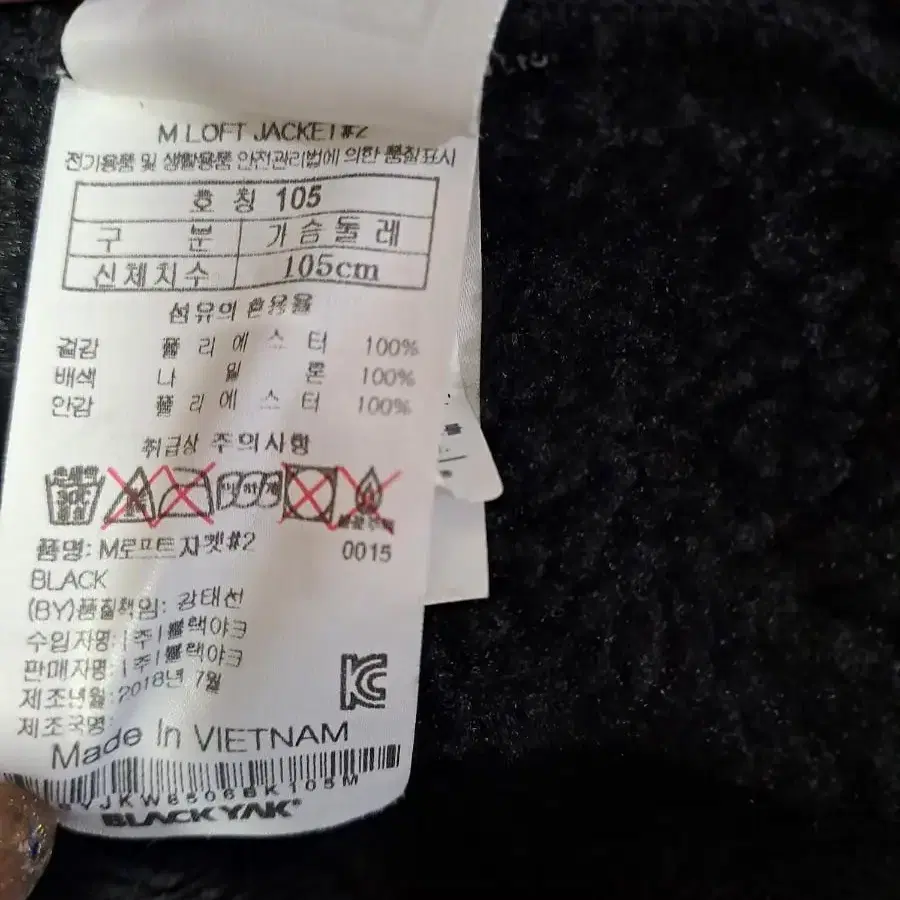 M LOFT JACKET#2
전기용품 및 생활용품 안전관리법에 의한 품질표시
호 칭 105
구 분 가슴둘레
신체치수 105cm
섬유의 혼용율
겉감 폴 리 에 스 터 100%
배색 나 일 론 100%
안감 폴 리 에 스 터 100%
취급상 주의사항
손세탁
30℃
품명: M로프트자켓#2 0015
BLACK
(BY)품질책임: 강태선
수입자명: (주)블랙야크
판매자명: (주)블랙야크
제조년월: 2018년 7월
제조국명:
Made In VIETNAM
BYJKW8506BK105M
BLACKYAK